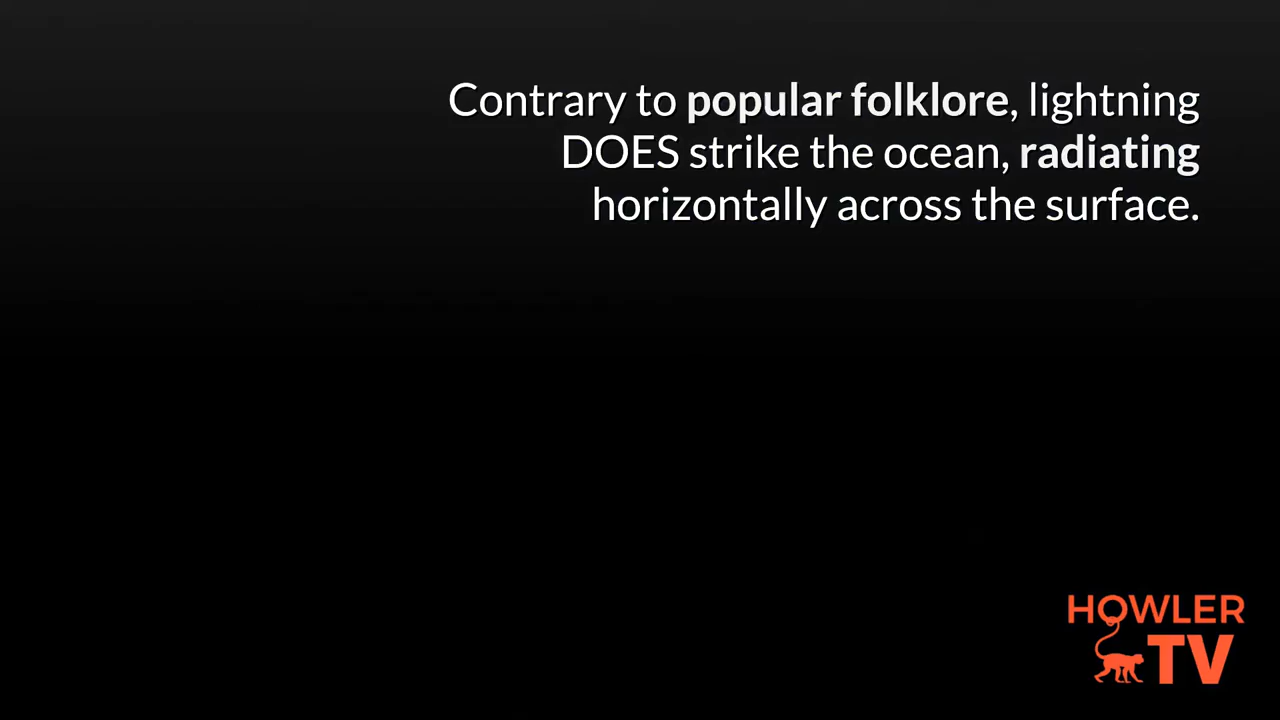 Contrary to popular folklore, lightning
DOES strike the ocean, radiating
horizontally across the surface.
HOWLER
TV